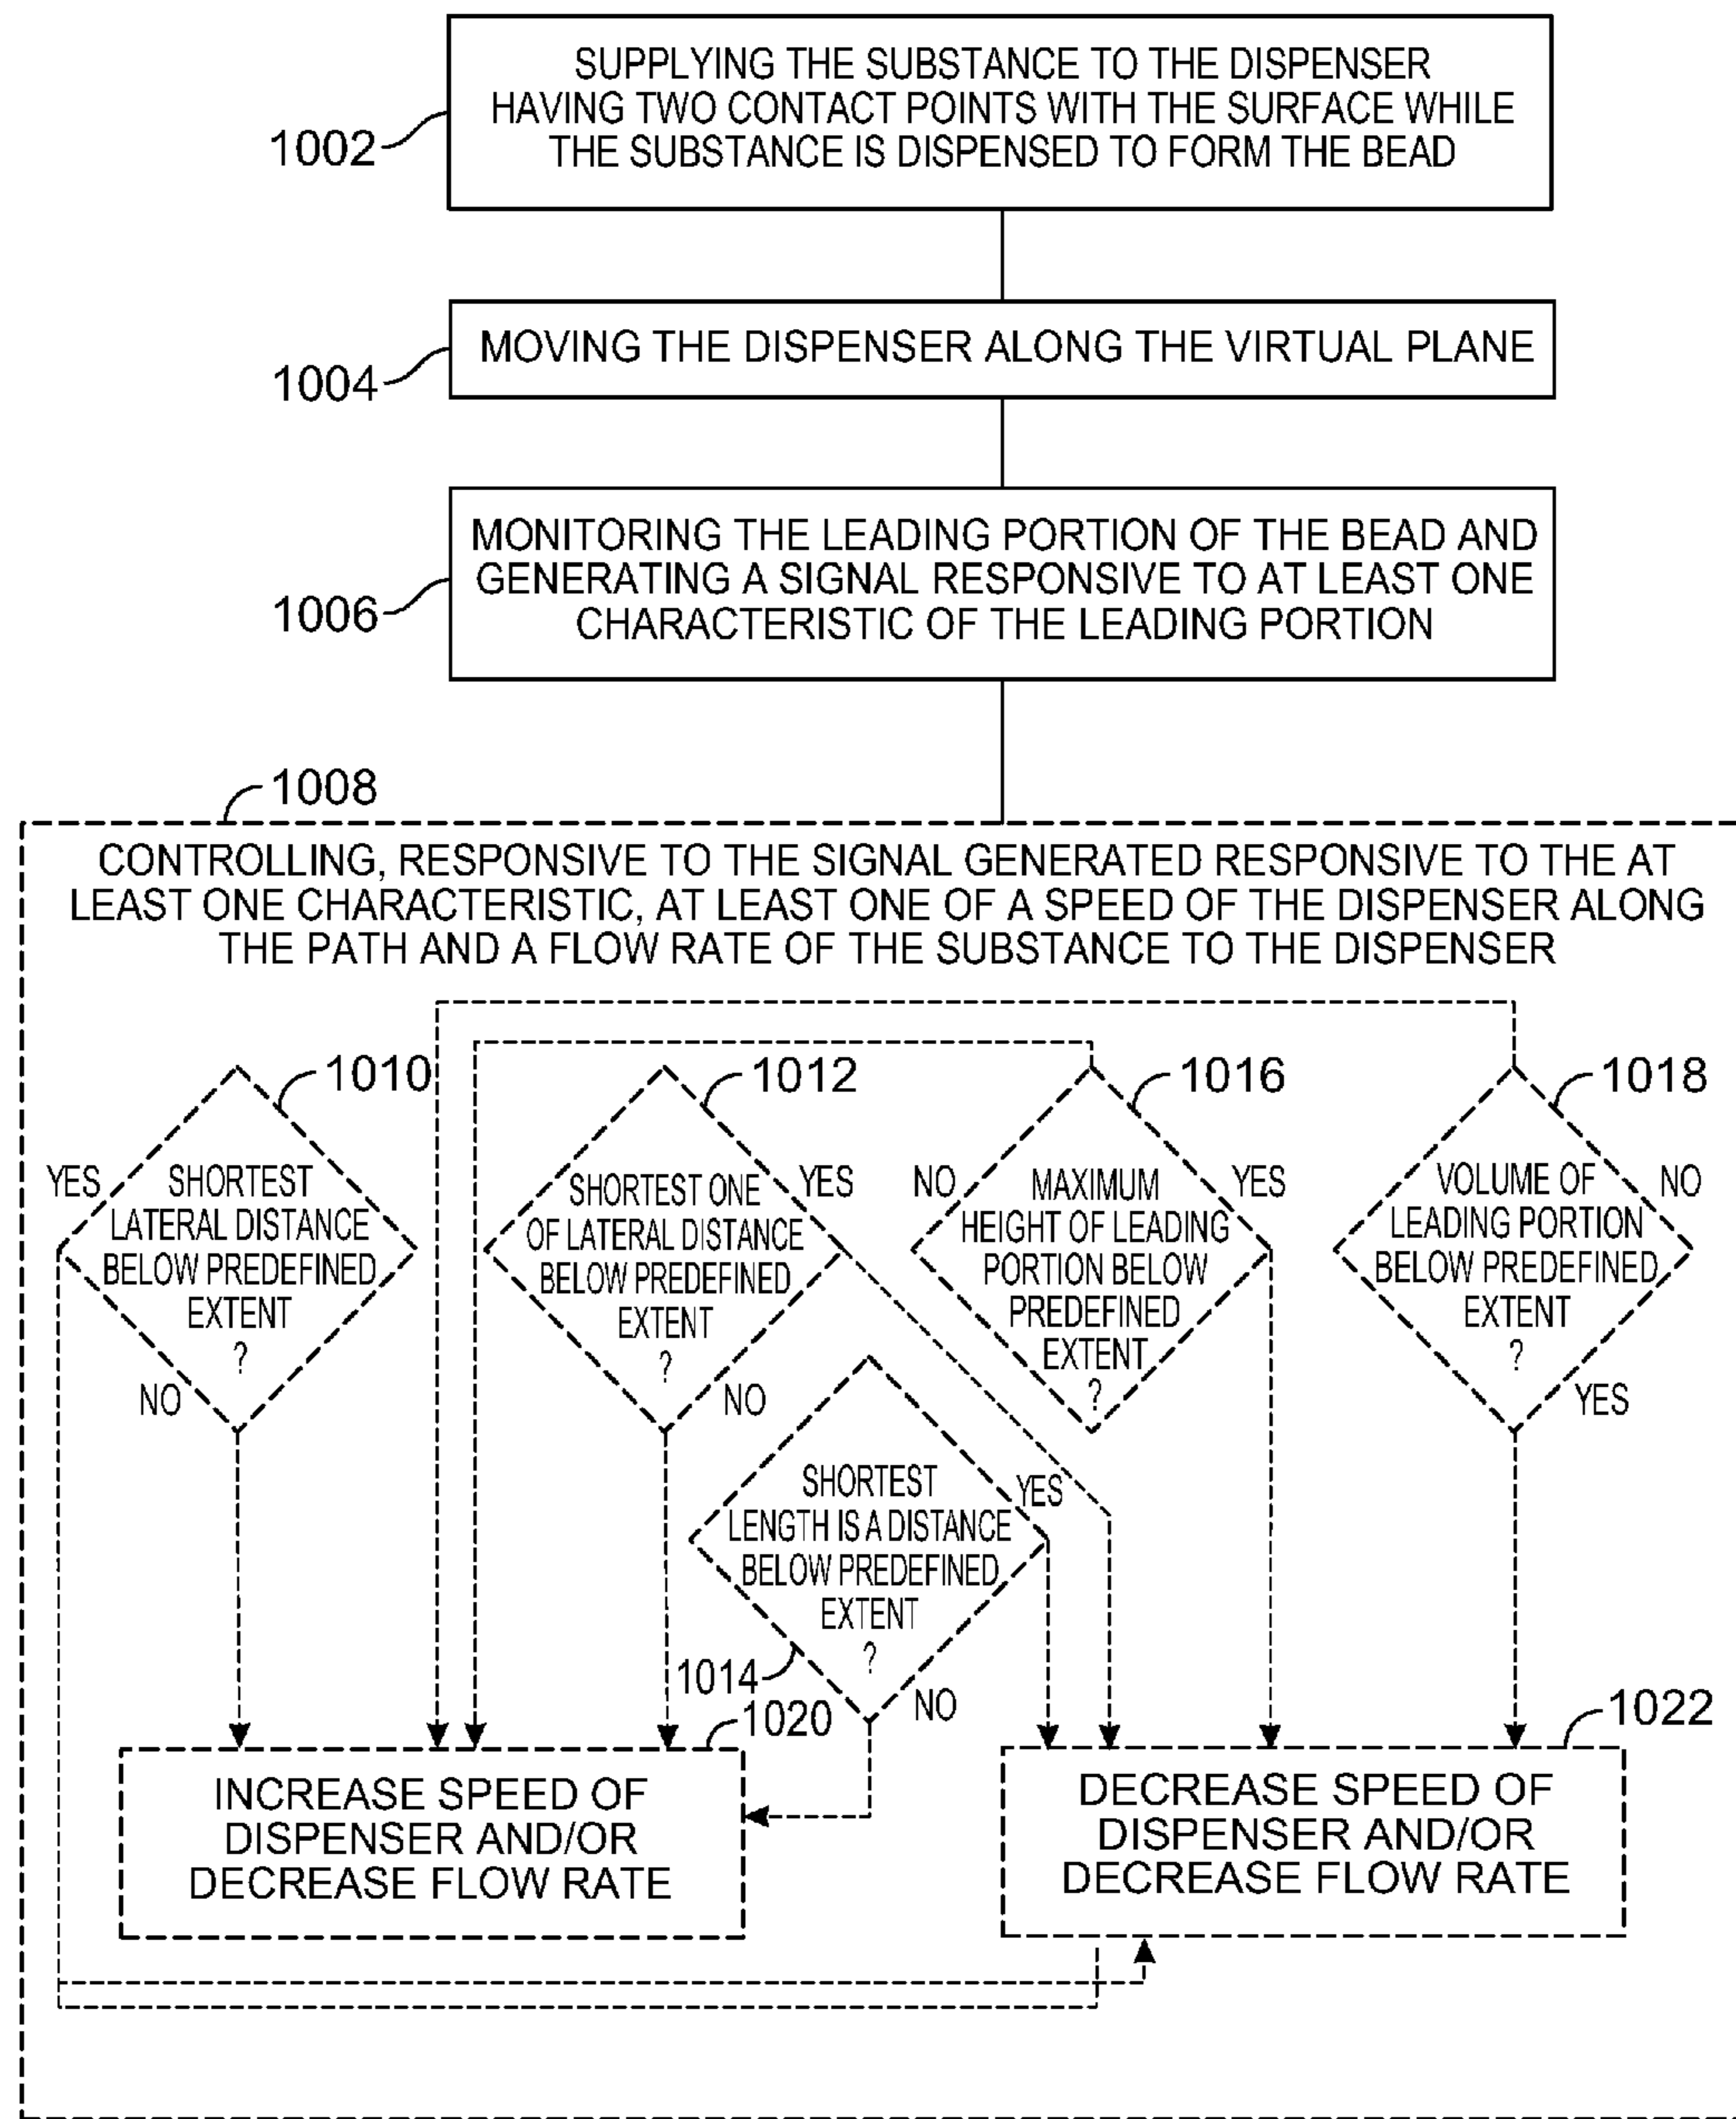 SUPPLYING THE SUBSTANCE TO THE DISPENSER
HAVING TWO CONTACT POINTS WITH THE SURFACE WHILE
THE SUBSTANCE IS DISPENSED TO FORM THE BEAD
1002
MOVING THE DISPENSER ALONG THE VIRTUAL PLANE
1004
MONITORING THE LEADING PORTION OF THE BEAD AND
GENERATING A SIGNAL RESPONSIVE TO AT LEAST ONE
CHARACTERISTIC OF THE LEADING PORTION
1006
1008
CONTROLLING, RESPONSIVE TO THE SIGNAL GENERATED RESPONSIVE TO THE AT
LEAST ONE CHARACTERISTIC, AT LEAST ONE OF A SPEED OF THE DISPENSER ALONG
THE PATH AND A FLOW RATE OF THE SUBSTANCE TO THE DISPENSER
1010
YES
SHORTEST
LATERAL DISTANCE
BELOW PREDEFINED
EXTENT
?
NO
1012
SHORTEST ONE
OF LATERAL DISTANCE
BELOW PREDEFINED
EXTENT
?
YES
NO
1016
NO
MAXIMUM
HEIGHT OF LEADING
PORTION BELOW
PREDEFINED
EXTENT
?
YES
1018
VOLUME OF
LEADING PORTION
BELOW PREDEFINED
EXTENT
?
NO
YES
SHORTEST
LENGTH IS A DISTANCE
BELOW PREDEFINED
EXTENT
?
YES
1014
NO
1020
INCREASE SPEED OF
DISPENSER AND/OR
DECREASE FLOW RATE
1022
DECREASE SPEED OF
DISPENSER AND/OR
DECREASE FLOW RATE